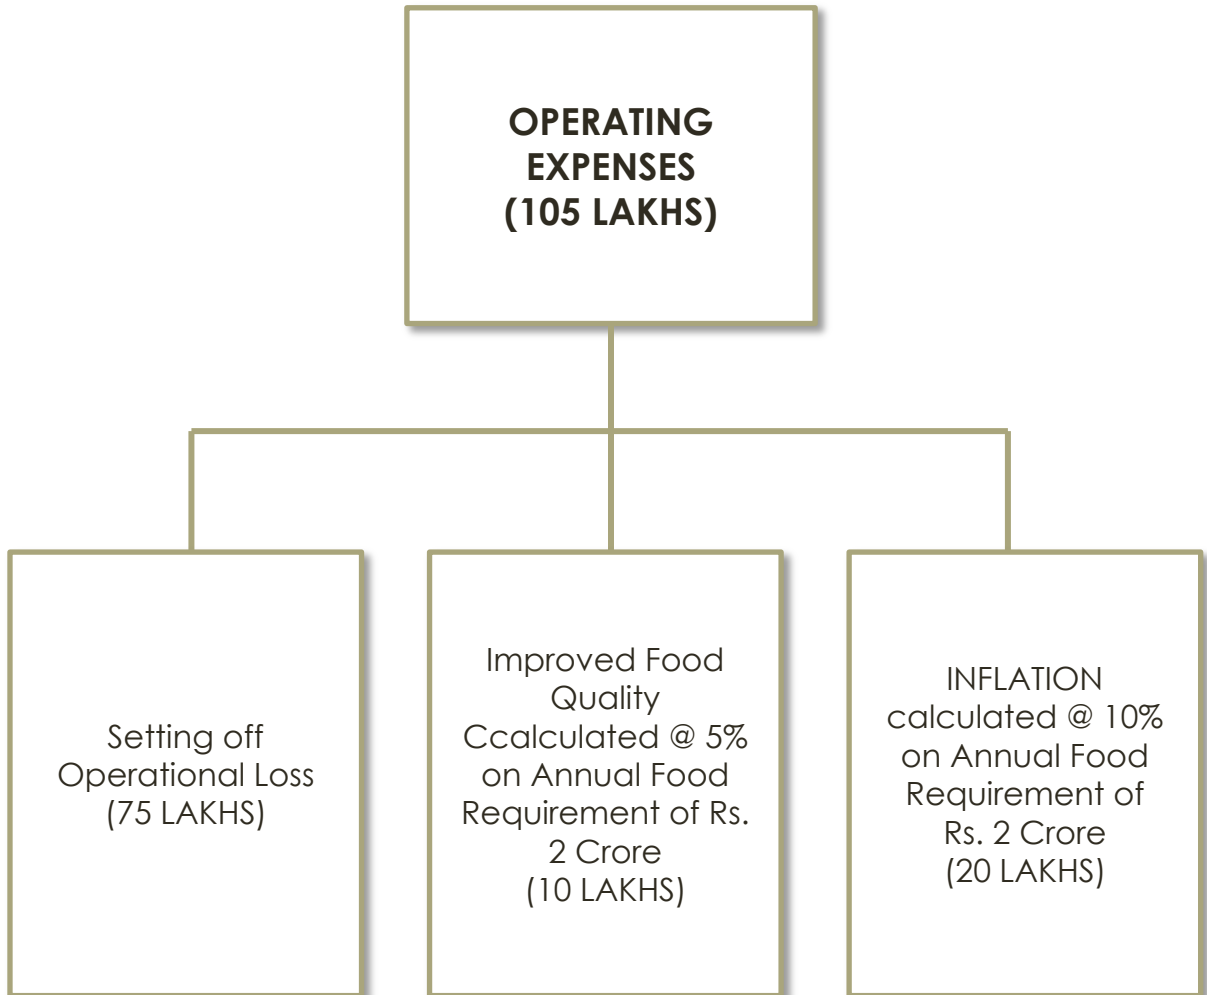 OPERATING
EXPENSES
(105 LAKHS)
Setting off
Operational Loss
(75 LAKHS)
Improved Food
Quality
Ccalculated @ 5%
on Annual Food
Requirement of Rs.
2 Crore
(10 LAKHS)
INFLATION
calculated @ 10%
on Annual Food
Requirement of
Rs. 2 Crore
(20 LAKHS)